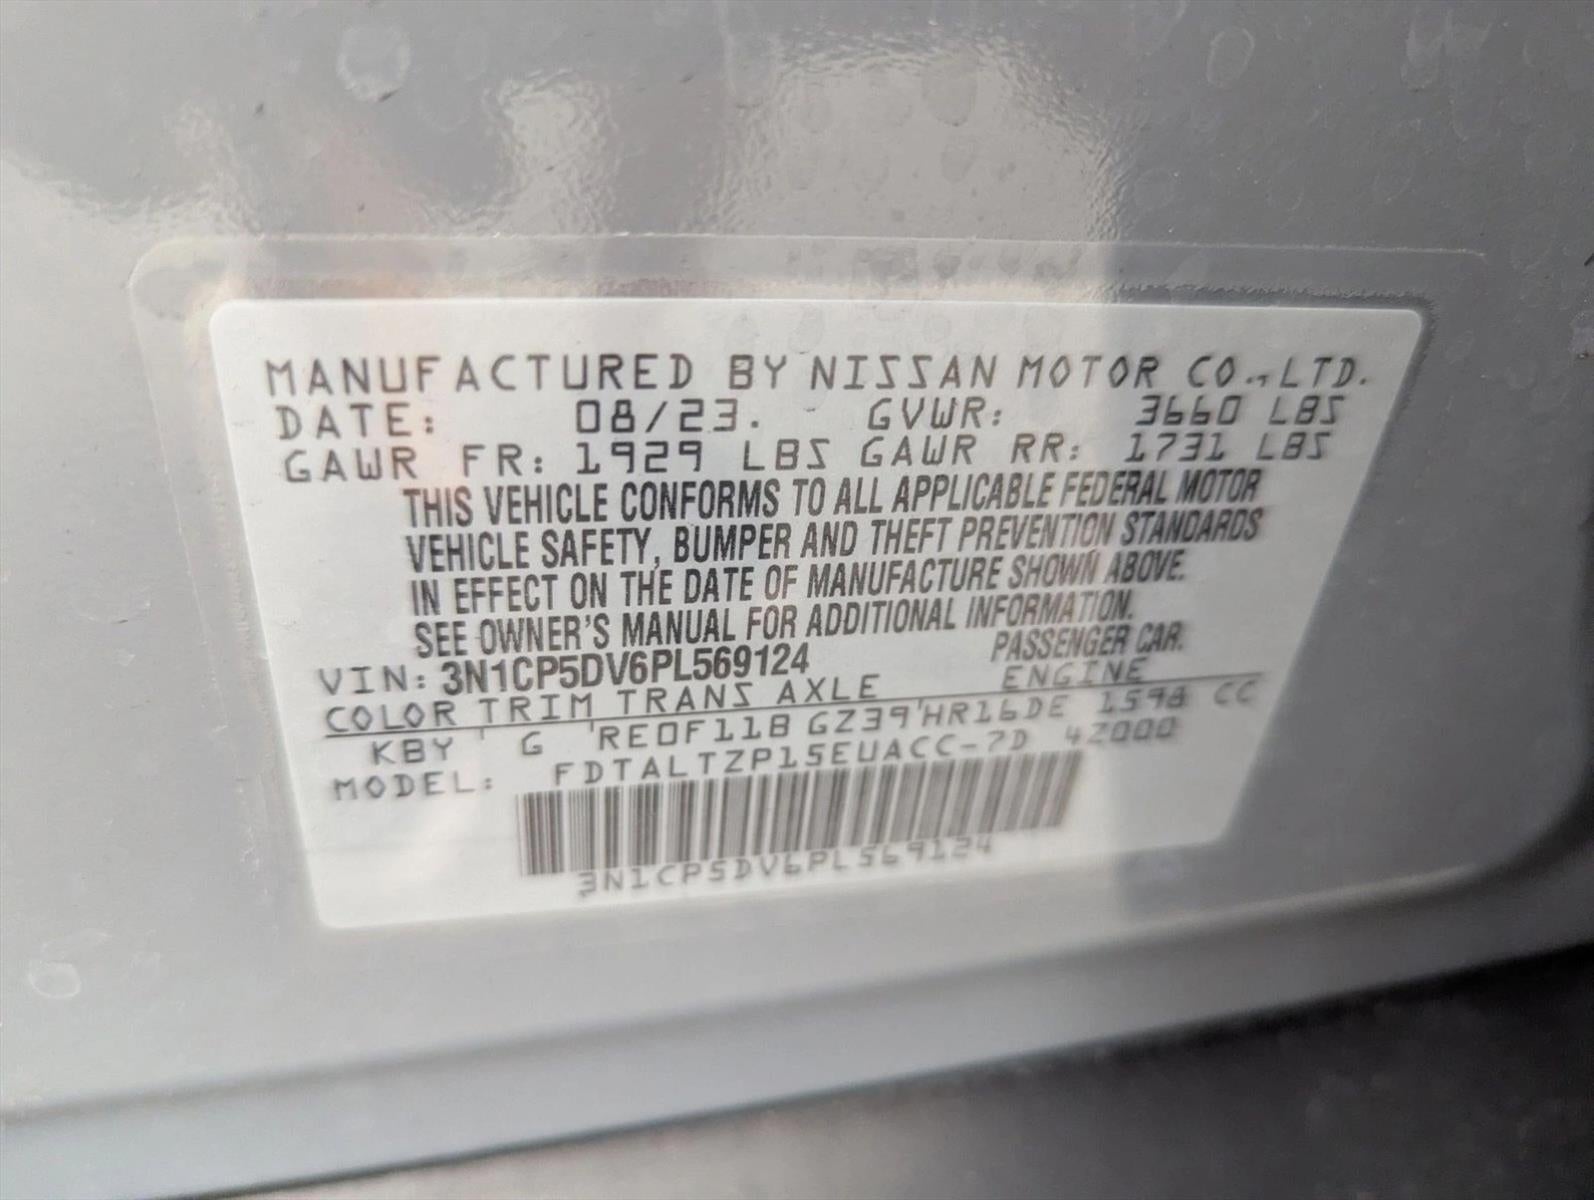 MANUFACTURED BY NISSAN MOTOR CO., LTD.
DATE: 08/23. GVWR: 3660 LBS
GAWR FR: 1929 LBS GAWR RR: 1731 LBS
THIS VEHICLE CONFORMS TO ALL APPLICABLE FEDERAL MOTOR
VEHICLE SAFETY, BUMPER AND THEFT PREVENTION STANDARDS
IN EFFECT ON THE DATE OF MANUFACTURE SHOWN ABOVE.
SEE OWNER'S MANUAL FOR ADDITIONAL INFORMATION.
VIN: 3N1CP5DV6PL569124 PASSENGER CAR.
COLOR TRIM TRANS AXLE ENGINE
KBY ' G 'RE0F11B GZ39'HR16DE 1598 CC
MODEL: FDTALTZP15EUACC-7D 4Z000
3N1CP5DV6PL569124